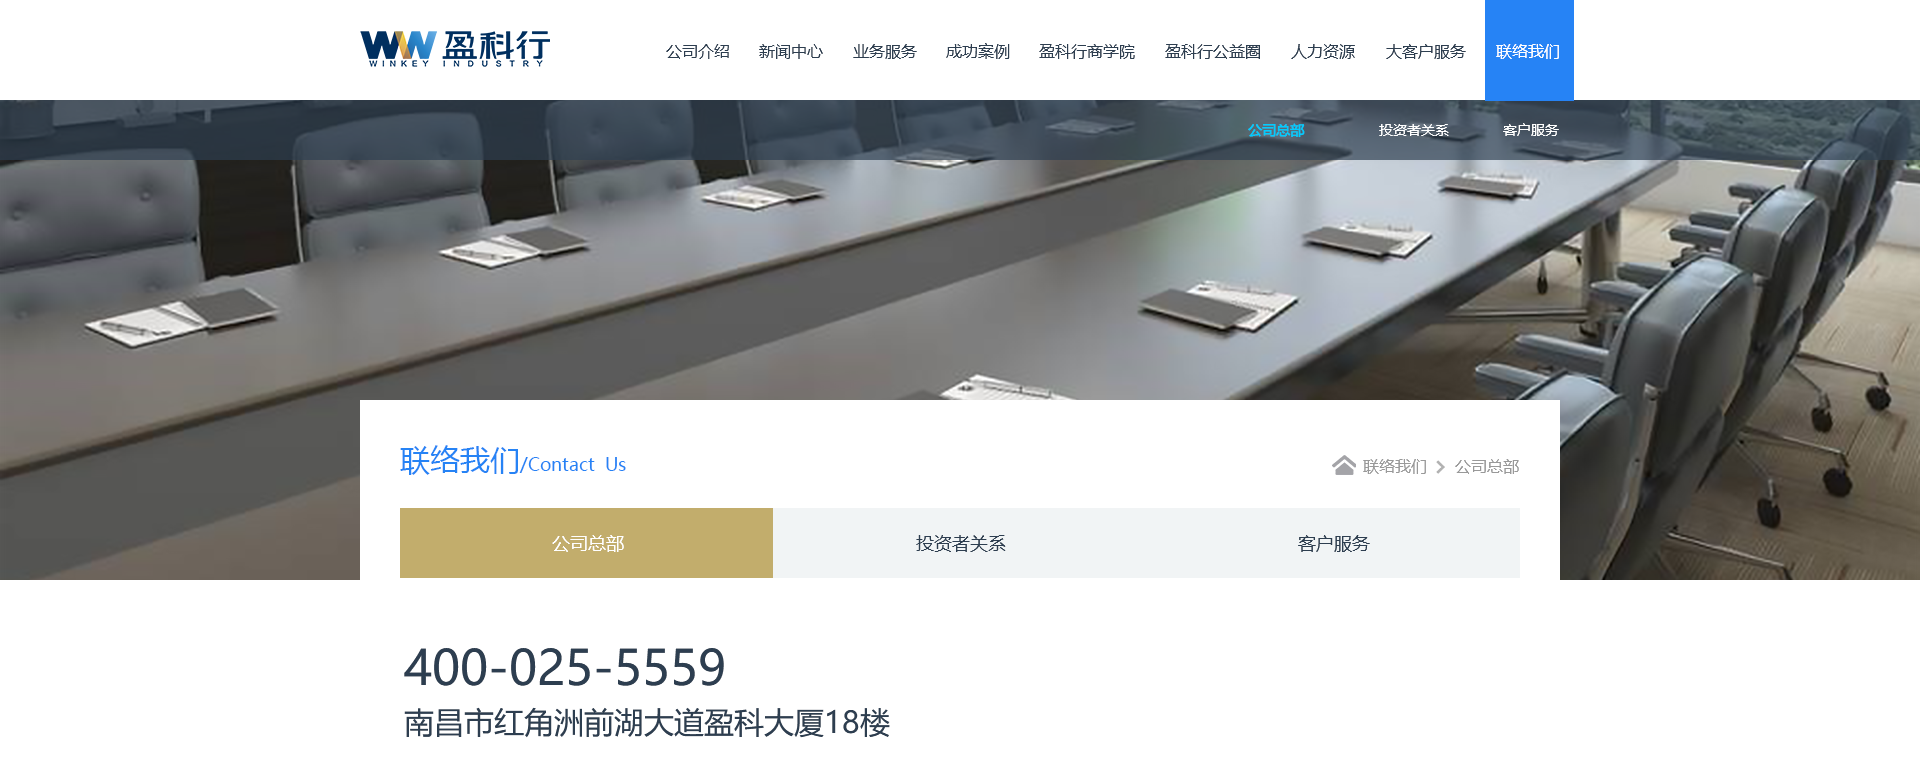 盈科行
WINKEY INDUSTRY
公司介绍 新闻中心 业务服务 成功案例 盈科行商学院 盈科行公益圈 人力资源 大客户服务 联络我们
公司总部 投资者关系 客户服务
联络我们/Contact Us
联络我们 > 公司总部
公司总部 投资者关系 客户服务
400-025-5559
南昌市红角洲前湖大道盈科大厦18楼